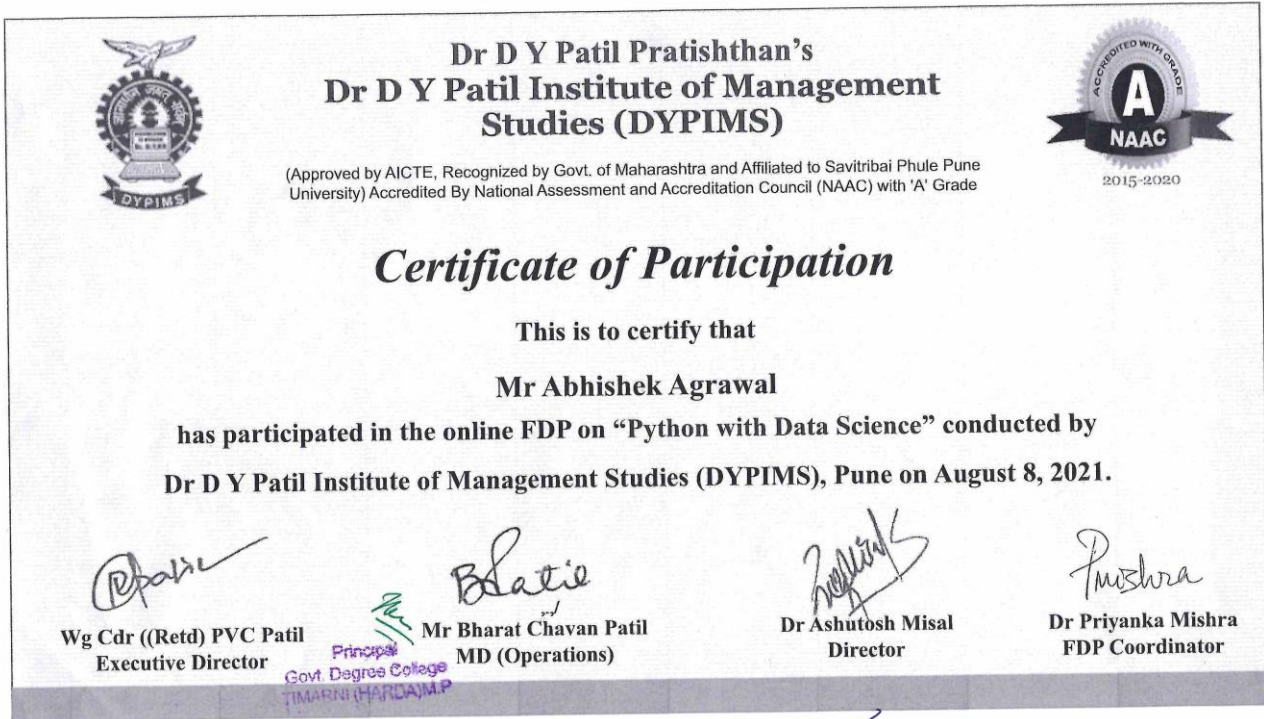 Dr D Y Patil Pratishthan's
Dr D Y Patil Institute of Management
Studies (DYPIMS)
(Approved by AICTE, Recognized by Govt. of Maharashtra and Affiliated to Savitribai Phule Pune
University) Accredited By National Assessment and Accreditation Council (NAAC) with 'A' Grade
DYPIMS
ACCREDITED WITH GRADE
A
NAAC
2015-2020
Certificate of Participation
This is to certify that
Mr Abhishek Agrawal
has participated in the online FDP on “Python with Data Science” conducted by
Dr D Y Patil Institute of Management Studies (DYPIMS), Pune on August 8, 2021.
Wg Cdr ((Retd) PVC Patil
Executive Director
Mr Bharat Chavan Patil
MD (Operations)
Dr Ashutosh Misal
Director
Pmishra
Dr Priyanka Mishra
FDP Coordinator
Principal
Govt. Degree College
TIMARNI (HARDA) M.P